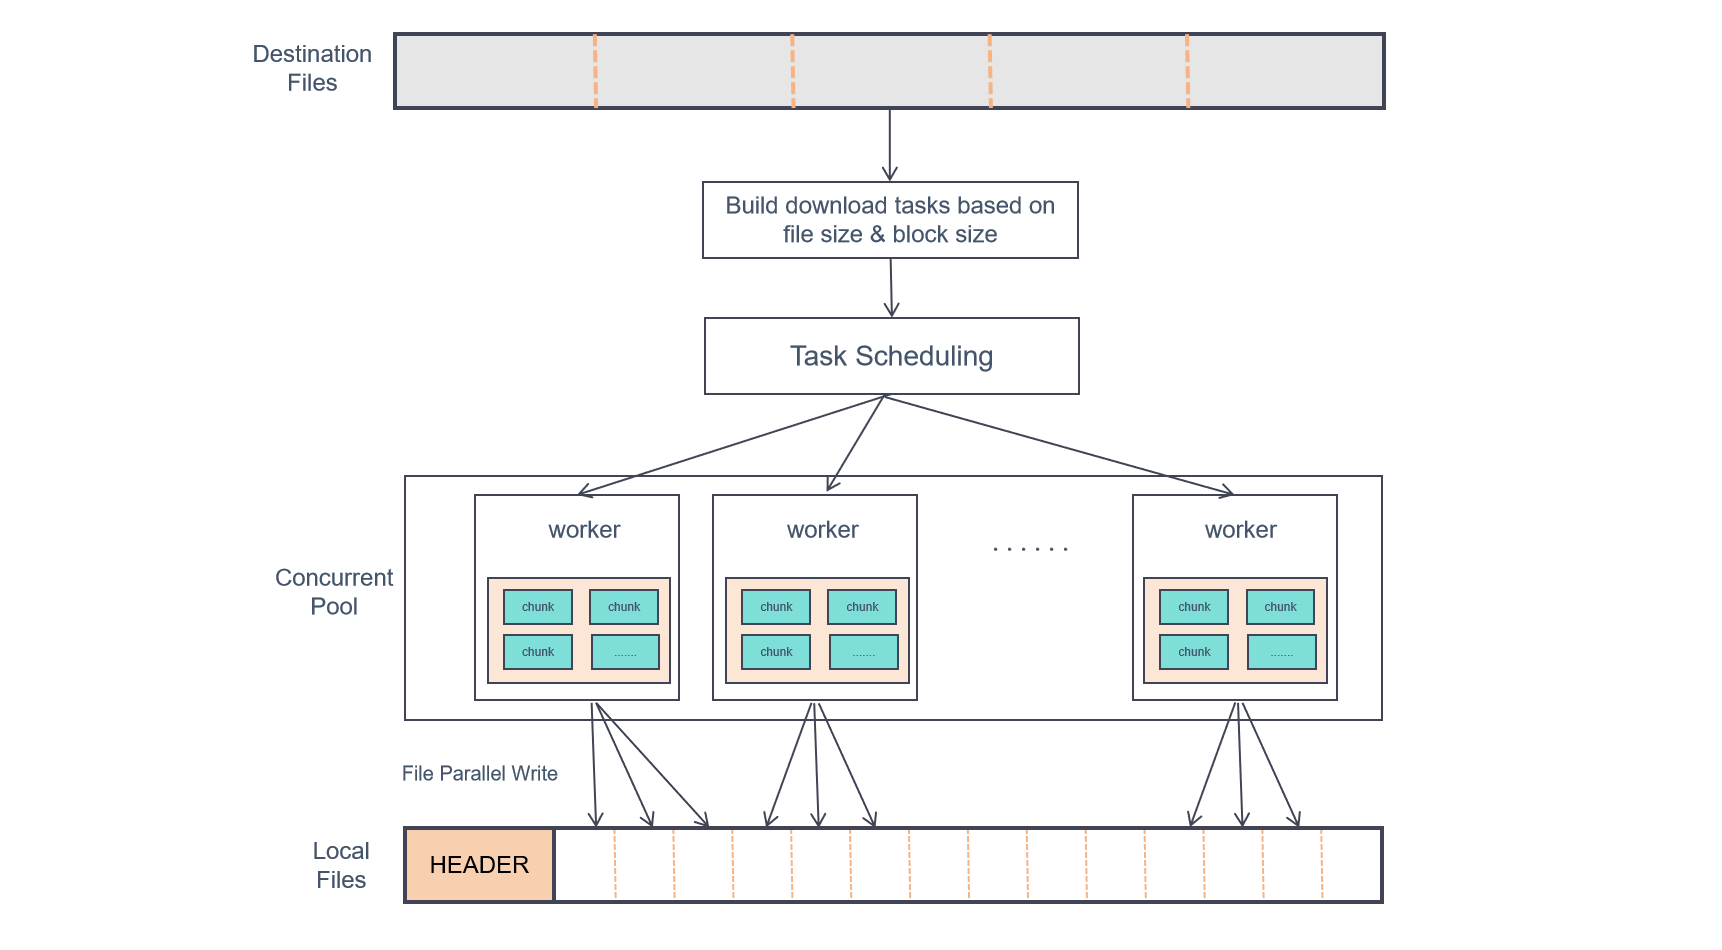 Destination
Files
Build download tasks based on
file size & block size
Task Scheduling
Concurrent
Pool
worker
chunk
chunk
chunk
.......
worker
chunk
chunk
chunk
.......
......
worker
chunk
chunk
chunk
.......
File Parallel Write
Local
Files
HEADER